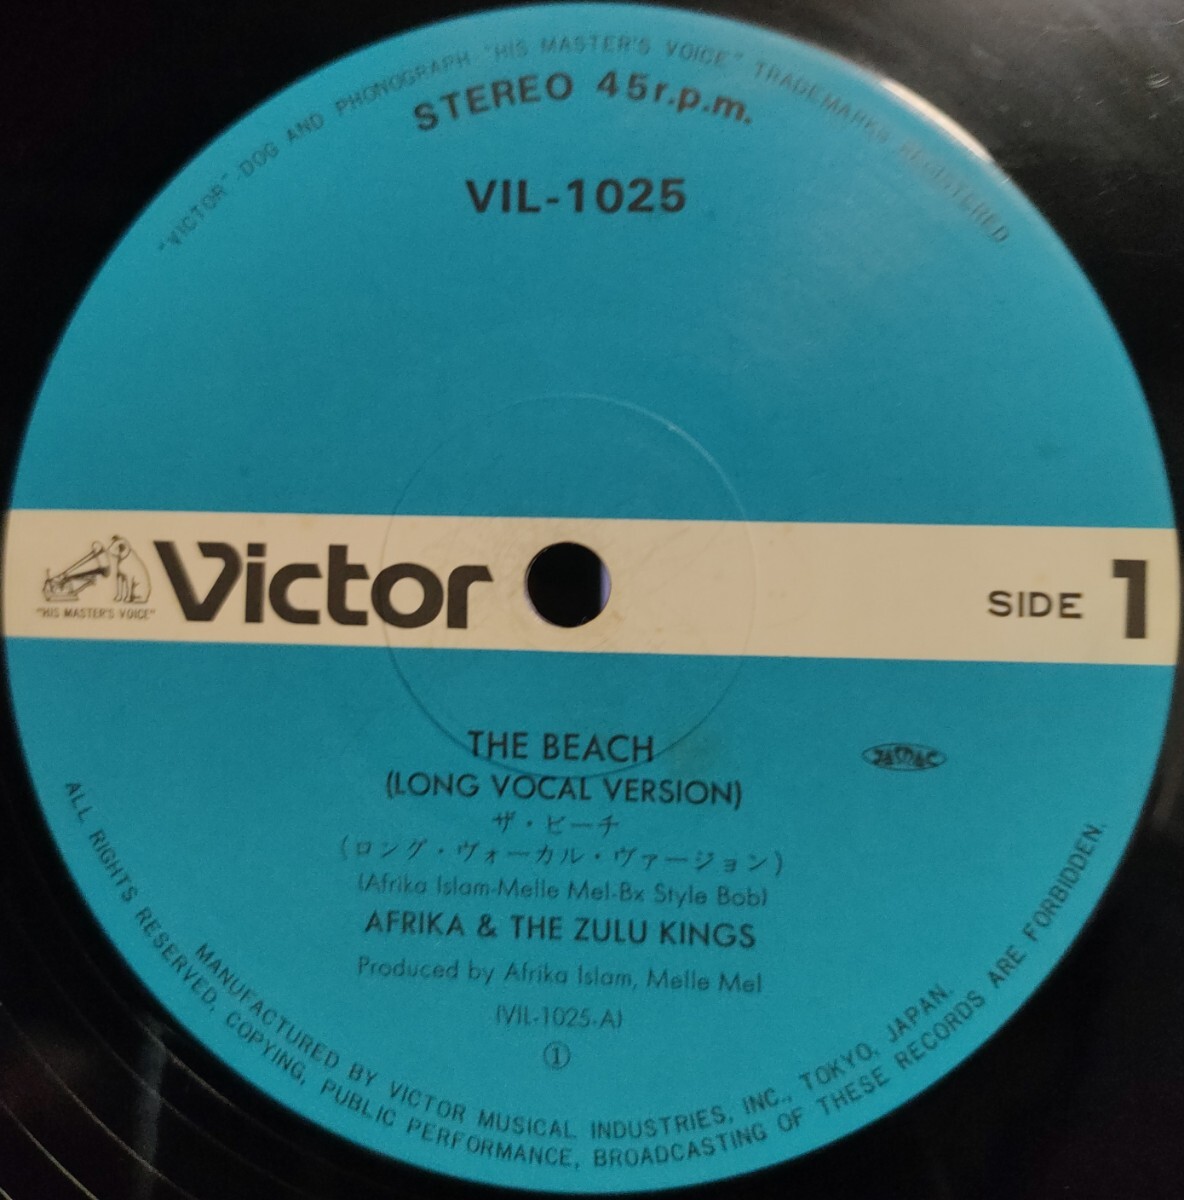 "VICTOR" DOG AND PHONOGRAPH "HIS MASTER'S VOICE" TRADEMARKS REGISTERED
STEREO 45r.p.m.
VIL-1025
"HIS MASTER'S VOICE"
Victor
SIDE 1
THE BEACH
(LONG VOCAL VERSION)
JASRAC
ザ・ビーチ
(ロング・ヴォーカル・ヴァージョン)
(Afrika Islam-Melle Mel-Bx Style Bob)
AFRIKA & THE ZULU KINGS
Produced by Afrika Islam, Melle Mel
(VIL-1025-A)
①
MANUFACTURED BY VICTOR MUSICAL INDUSTRIES, INC., TOKYO, JAPAN.
ALL RIGHTS RESERVED, COPYING, PUBLIC PERFORMANCE, BROADCASTING OF THESE RECORDS ARE FORBIDDEN.